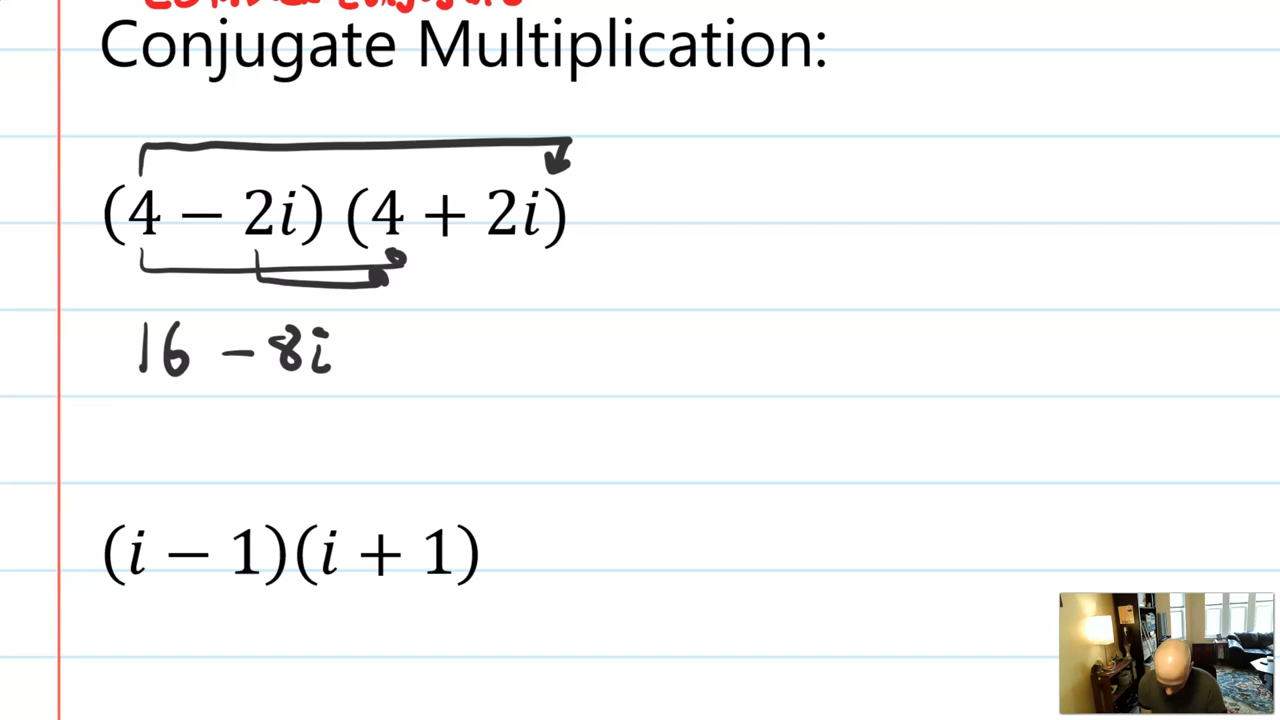 Conjugate Multiplication:
(4 − 2i) (4 + 2i)
16 − 8i
(i − 1)(i + 1)